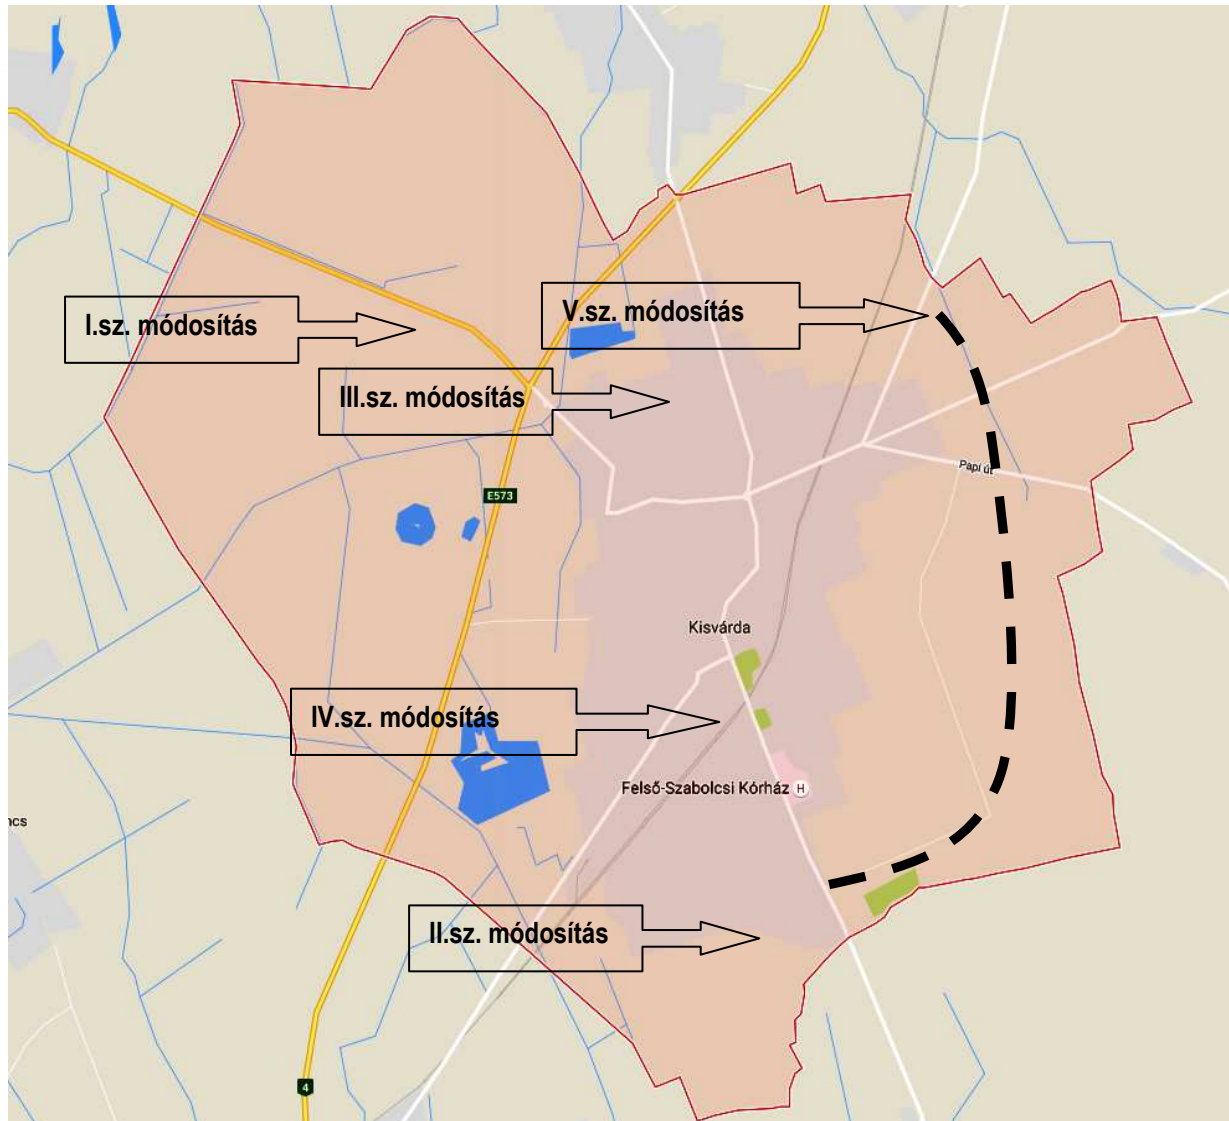 I.sz. módosítás
V.sz. módosítás
III.sz. módosítás
Papi út
E573
Kisvárda
IV.sz. módosítás
Felső-Szabolcsi Kórház H
ncs
II.sz. módosítás
4